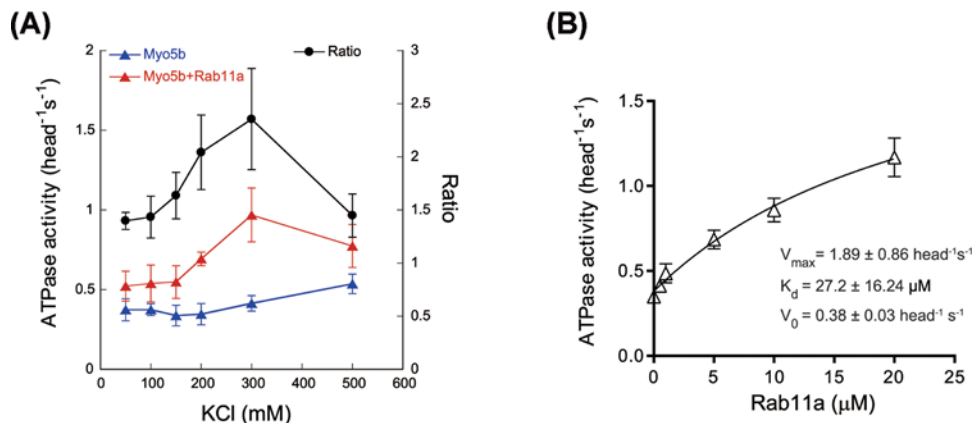 (A)
Myo5b
Myo5b+Rab11a
Ratio
2
1.5
1
0.5
0
3
2.5
2
1.5
1
0.5
0
ATPase activity (head⁻¹s⁻¹)
Ratio
0 100 200 300 400 500 600
KCl (mM)
(B)
1.5
1.0
0.5
0.0
ATPase activity (head⁻¹s⁻¹)
Vmax = 1.89 ± 0.86 head⁻¹s⁻¹
Kd = 27.2 ± 16.24 µM
V0 = 0.38 ± 0.03 head⁻¹ s⁻¹
0 5 10 15 20 25
Rab11a (µM)